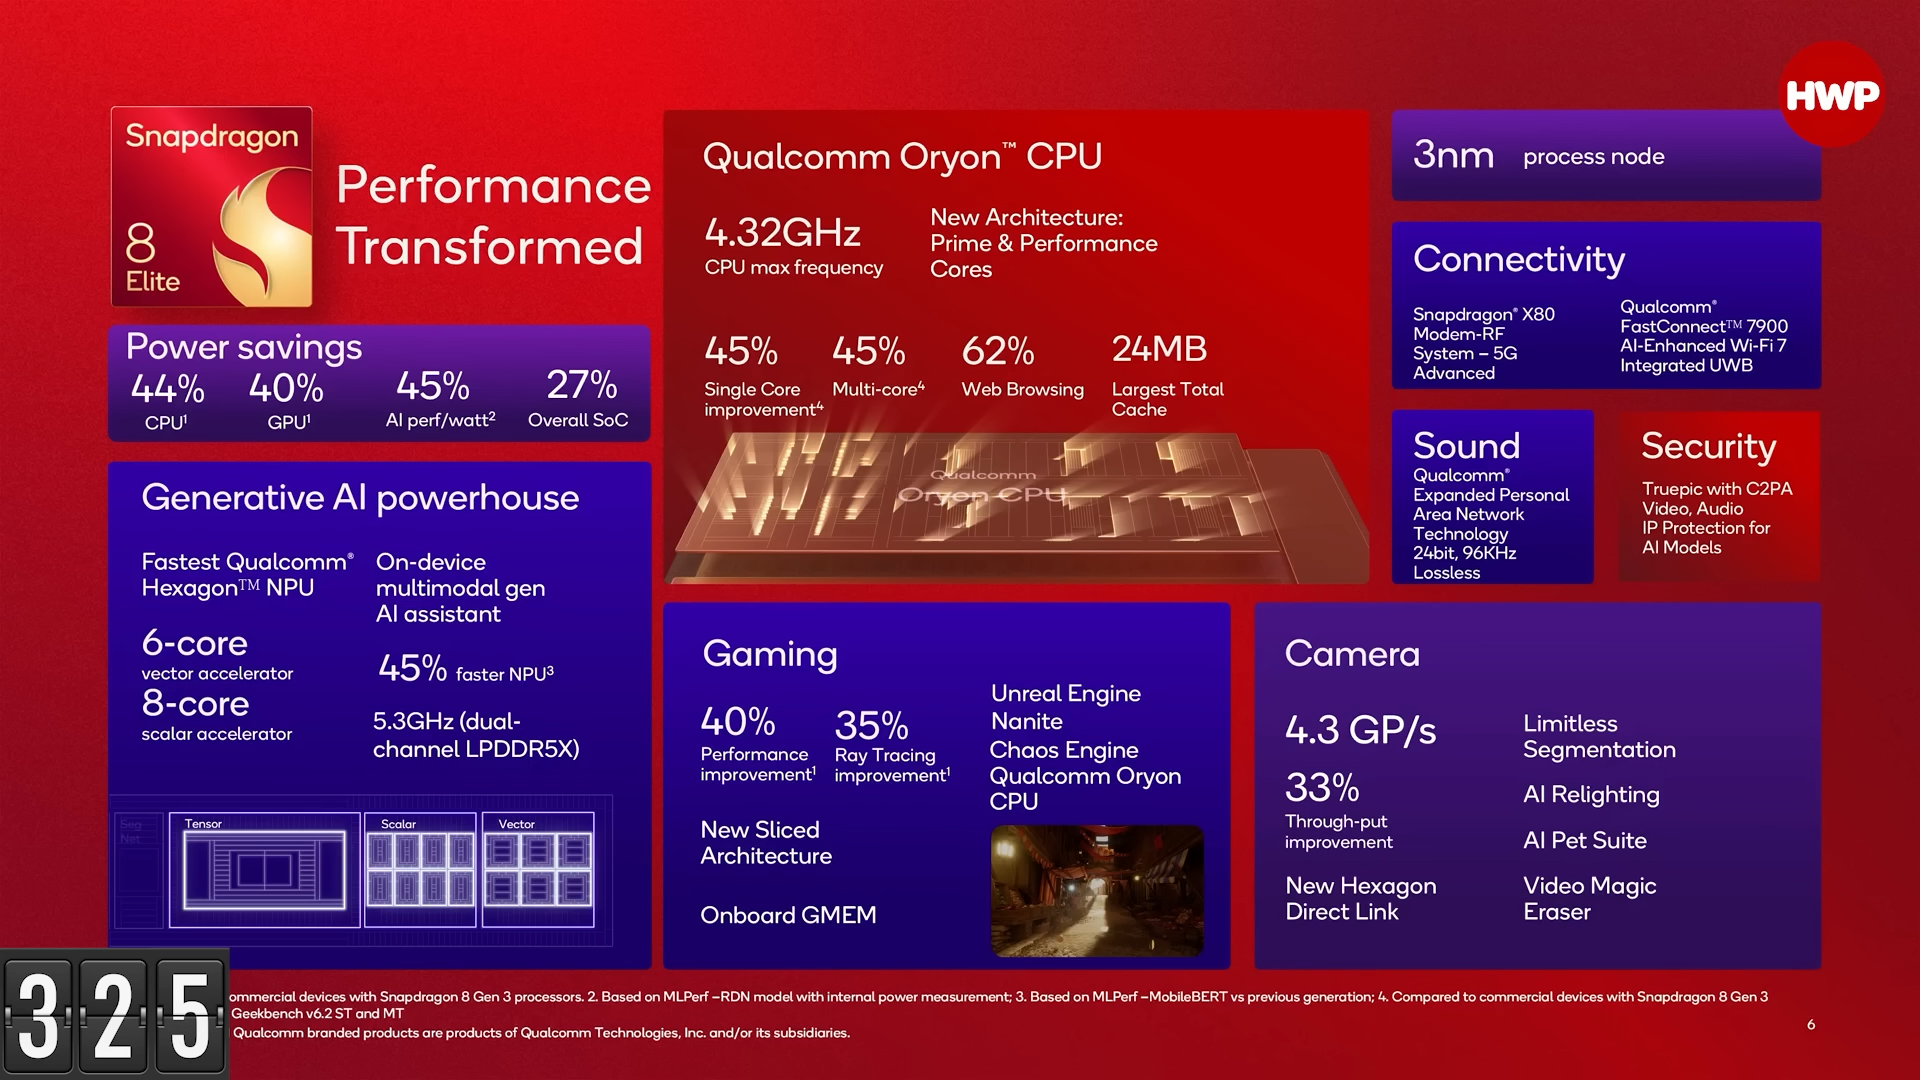 HWP
Snapdragon
8
Elite
Performance
Transformed
Power savings
44%
CPU¹
40%
GPU¹
45%
AI perf/watt²
27%
Overall SoC
Generative AI powerhouse
Fastest Qualcomm®
Hexagon™ NPU
6-core
vector accelerator
8-core
scalar accelerator
On-device
multimodal gen
AI assistant
45% faster NPU³
5.3GHz (dual-
channel LPDDR5X)
Seg
Net
Tensor
Scalar
Vector
Qualcomm Oryon™ CPU
4.32GHz
CPU max frequency
New Architecture:
Prime & Performance
Cores
45%
Single Core
improvement⁴
45%
Multi-core⁴
62%
Web Browsing
24MB
Largest Total
Cache
Qualcomm
Oryon CPU
Gaming
40%
Performance
improvement¹
35%
Ray Tracing
improvement¹
New Sliced
Architecture
Onboard GMEM
Unreal Engine
Nanite
Chaos Engine
Qualcomm Oryon
CPU
3nm process node
Connectivity
Snapdragon® X80
Modem-RF
System – 5G
Advanced
Qualcomm®
FastConnect™ 7900
AI-Enhanced Wi-Fi 7
Integrated UWB
Sound
Qualcomm®
Expanded Personal
Area Network
Technology
24bit, 96KHz
Lossless
Security
Truepic with C2PA
Video, Audio
IP Protection for
AI Models
Camera
4.3 GP/s
33%
Through-put
improvement
New Hexagon
Direct Link
Limitless
Segmentation
AI Relighting
AI Pet Suite
Video Magic
Eraser
325
ommercial devices with Snapdragon 8 Gen 3 processors. 2. Based on MLPerf –RDN model with internal power measurement; 3. Based on MLPerf –MobileBERT vs previous generation; 4. Compared to commercial devices with Snapdragon 8 Gen 3
Geekbench v6.2 ST and MT
Qualcomm branded products are products of Qualcomm Technologies, Inc. and/or its subsidiaries.
6